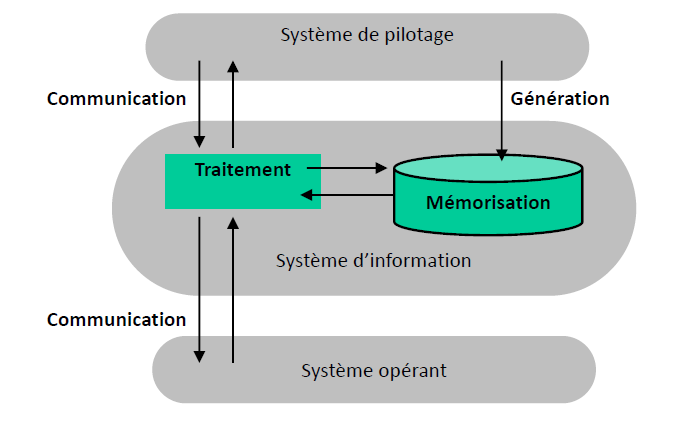 Système de pilotage
Communication
Génération
Traitement
Mémorisation
Système d’information
Communication
Système opérant